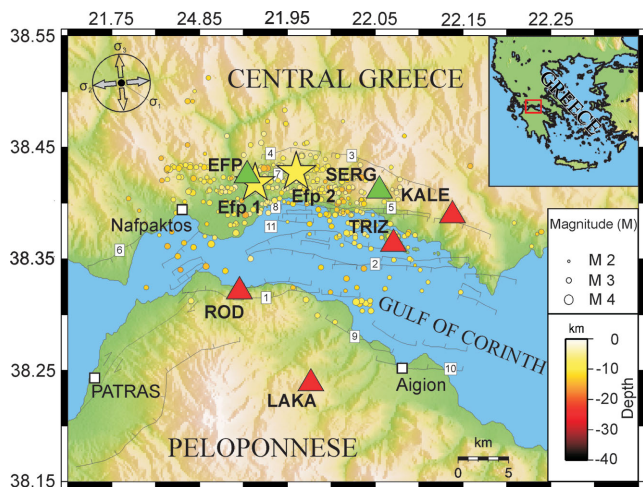 21.75 24.85 21.95 22.05 22.15 22.25
38.55
38.45
38.35
38.25
38.15
σ3
σ2
σ1
CENTRAL GREECE
GREECE
4 3
EFP
7
SERG
Efp 1
Efp 2
5
KALE
8
Nafpaktos
11
TRIZ
6
2
1
ROD
GULF OF CORINTH
9
10
PATRAS
LAKA
Aigion
PELOPONNESE
km
0 5
Magnitude (M)
M 2
M 3
M 4
km
0
-10
-20
-30
-40
Depth